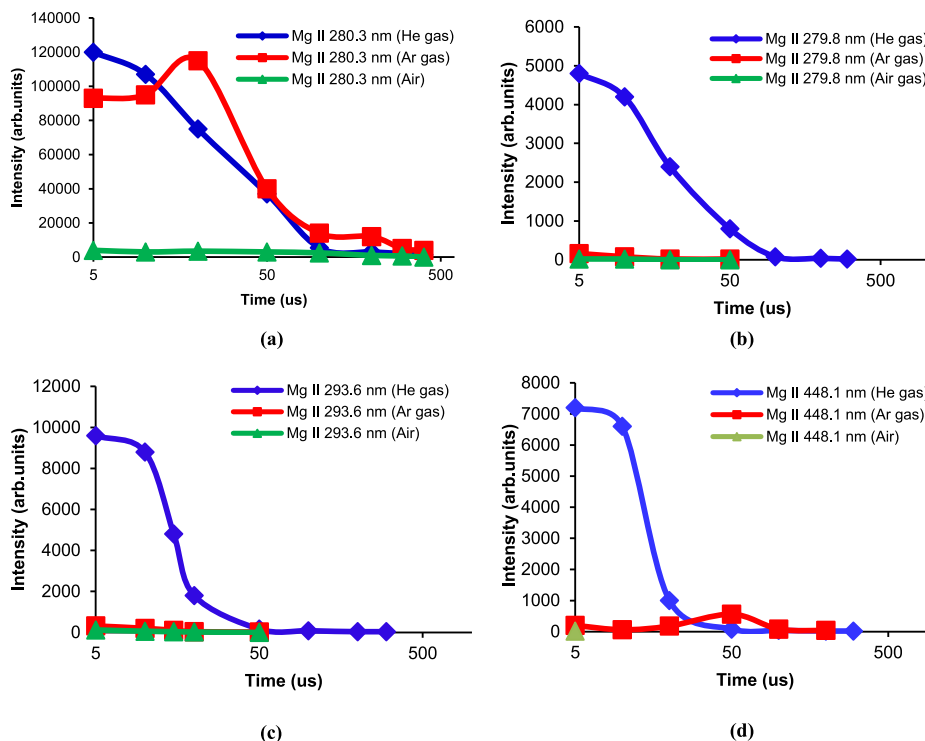 140000
120000
100000
80000
60000
40000
20000
0
Intensity (arb.units)
Mg II 280.3 nm (He gas)
Mg II 280.3 nm (Ar gas)
Mg II 280.3 nm (Air)
5 50 500
Time (us)
(a)
6000
5000
4000
3000
2000
1000
0
Intensity (arb.units)
Mg II 279.8 nm (He gas)
Mg II 279.8 nm (Ar gas)
Mg II 279.8 nm (Air gas)
5 50 500
Time (us)
(b)
12000
10000
8000
6000
4000
2000
0
Intensity (arb.units)
Mg II 293.6 nm (He gas)
Mg II 293.6 nm (Ar gas)
Mg II 293.6 nm (Air)
5 50 500
Time (us)
(c)
8000
7000
6000
5000
4000
3000
2000
1000
0
Intensity (arb.units)
Mg II 448.1 nm (He gas)
Mg II 448.1 nm (Ar gas)
Mg II 448.1 nm (Air)
5 50 500
Time (us)
(d)